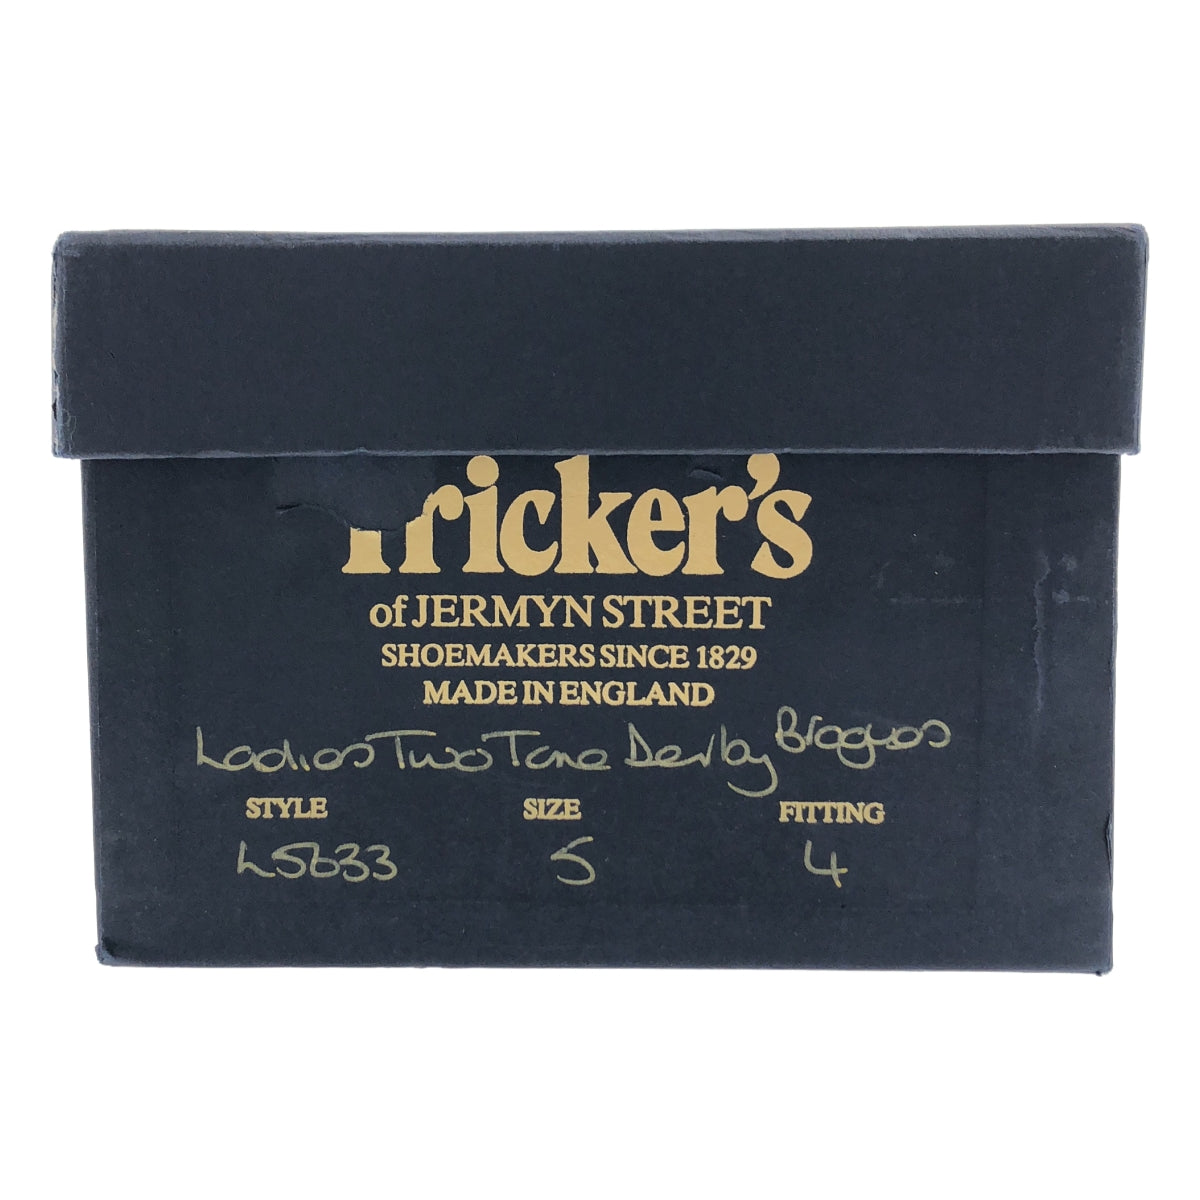 Tricker's
of JERMYN STREET
SHOEMAKERS SINCE 1829
MADE IN ENGLAND
Ladies Two Tone Derby Brogues
STYLE SIZE FITTING
L5633 5 4